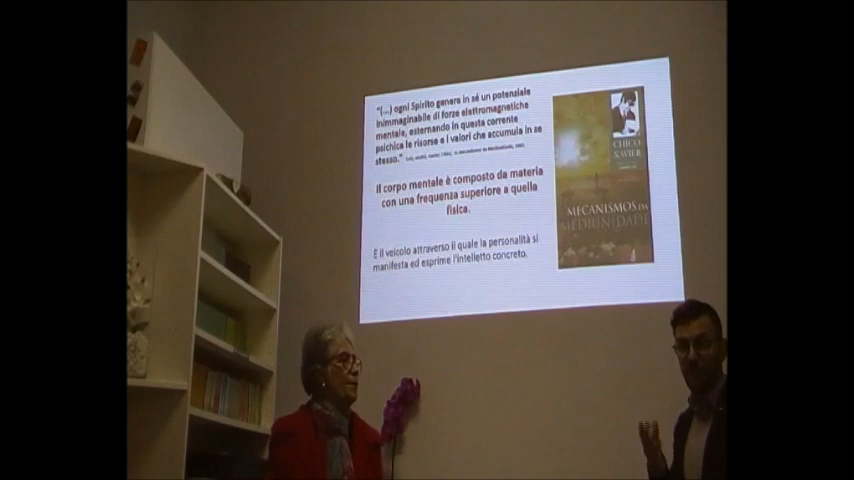 "(...) ogni Spirito genera in sé un potenziale
inimmaginabile di forze elettromagnetiche
mentale, esternando in questa corrente
psichica le risorse e i valori che accumula in se
stesso."
Il corpo mentale è composto da materia
con una frequenza superiore a quella
fisica.
È il veicolo attraverso il quale la personalità si
manifesta ed esprime l'intelletto concreto.
CHICO
XAVIER
MECANISMOS DA
MEDIUNIDADE